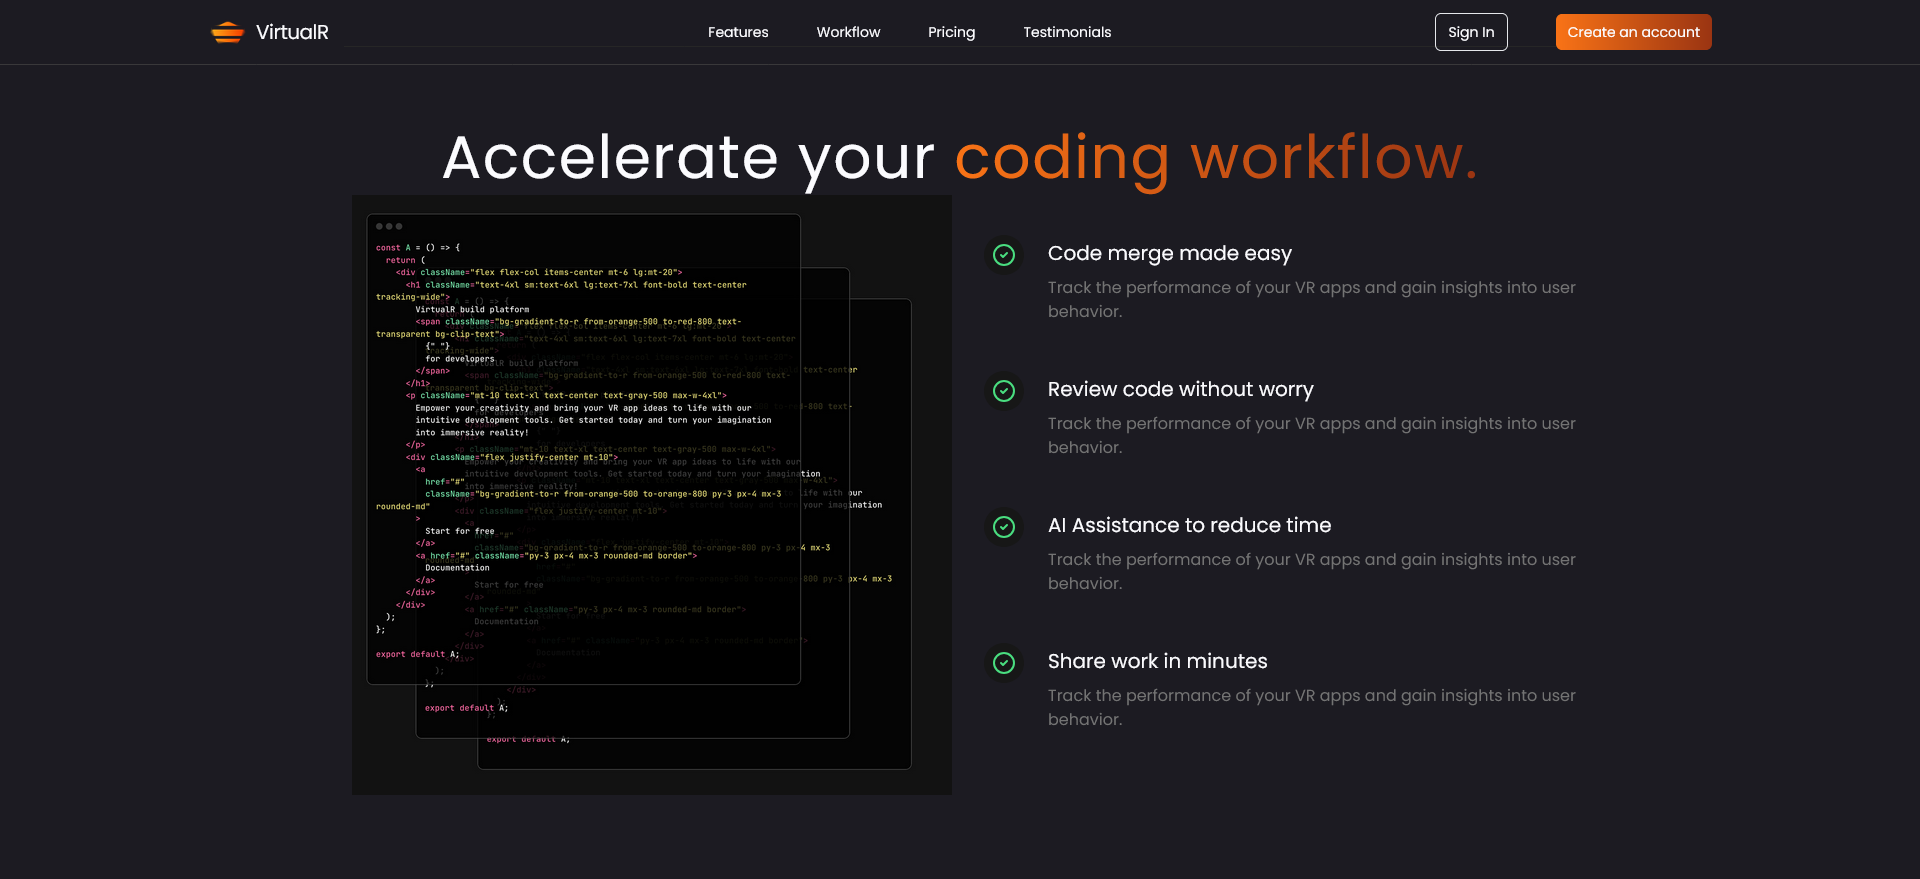 VirtualR
Features
Workflow
Pricing
Testimonials
Sign In
Create an account
Accelerate your coding workflow.
const A = () => {
return (
<div className="flex flex-col items-center mt-6 lg:mt-20">
<h1 className="text-4xl sm:text-6xl lg:text-7xl font-bold text-center
tracking-wide">
VirtualR build platform
<span className="bg-gradient-to-r from-orange-500 to-red-800 text-
transparent bg-clip-text">
{" "}
for developers
</span>
</h1>
<p className="mt-10 text-xl text-center text-gray-500 max-w-4xl">
Empower your creativity and bring your VR app ideas to life with our
intuitive development tools. Get started today and turn your imagination
into immersive reality!
</p>
<div className="flex justify-center mt-10">
<a
href="#"
className="bg-gradient-to-r from-orange-500 to-orange-800 py-3 px-4 mx-3
rounded-md"
>
Start for free
</a>
<a href="#" className="py-3 px-4 mx-3 rounded-md border">
Documentation
</a>
</div>
</div>
);
};
export default A;
};
export default A;
export default A;
Code merge made easy
Track the performance of your VR apps and gain insights into user
behavior.
Review code without worry
Track the performance of your VR apps and gain insights into user
behavior.
AI Assistance to reduce time
Track the performance of your VR apps and gain insights into user
behavior.
Share work in minutes
Track the performance of your VR apps and gain insights into user
behavior.